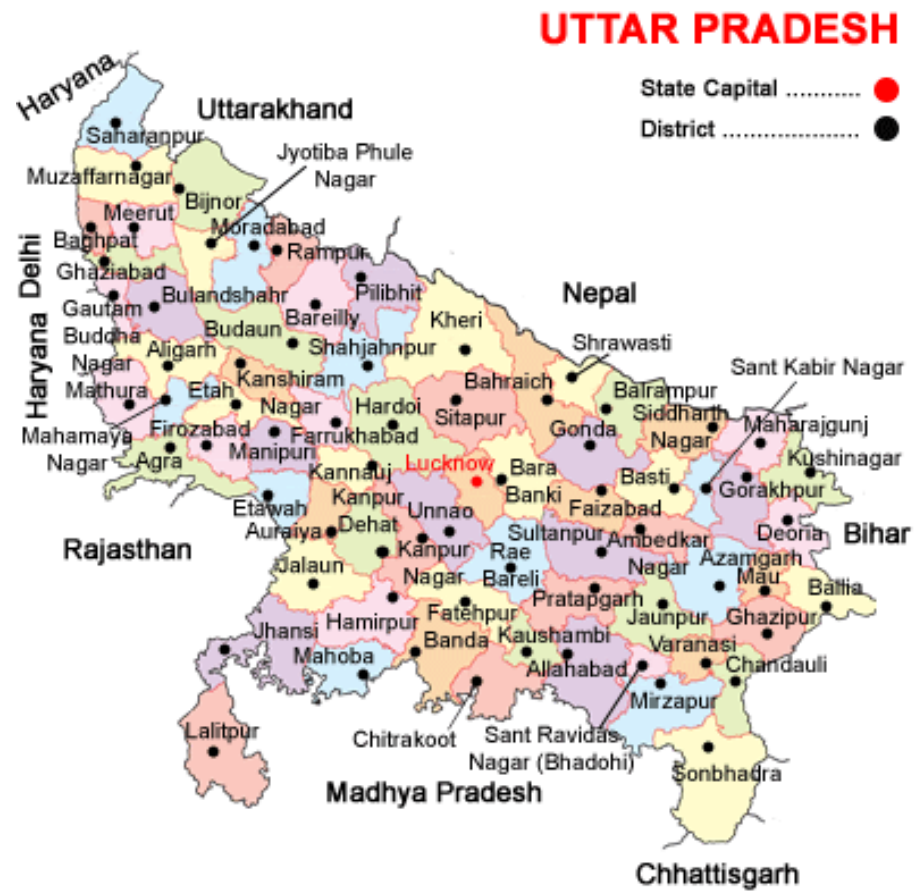 UTTAR PRADESH
State Capital ...........
District ....................
Haryana
Uttarakhand
Saharanpur
Jyotiba Phule
Nagar
Muzaffarnagar
Bijnor
Meerut
Moradabad
Baghpat
Rampur
Haryana Delhi
Ghaziabad
Bulandshahr
Pilibhit
Nepal
Gautam
Buddha
Nagar
Bareilly
Kheri
Budaun
Shahjahnpur
Shrawasti
Aligarh
Sant Kabir Nagar
Kanshiram
Nagar
Bahraich
Mathura
Etah
Hardoi
Sitapur
Balrampur
Siddharth
Nagar
Maharajgunj
Mahamaya
Nagar
Firozabad
Farrukhabad
Gonda
Agra
Manipuri
Kannauj
Lucknow
Bara
Banki
Basti
Kushinagar
Gorakhpur
Etawah
Kanpur
Dehat
Unnao
Faizabad
Auraiya
Sultanpur
Ambedkar
Nagar
Deoria
Bihar
Rajasthan
Kanpur
Nagar
Rae
Bareli
Azamgarh
Jalaun
Mau
Ballia
Pratapgarh
Fatehpur
Jaunpur
Ghazipur
Hamirpur
Jhansi
Banda
Kaushambi
Varanasi
Mahoba
Allahabad
Chandauli
Mirzapur
Lalitpur
Chitrakoot
Sant Ravidas
Nagar (Bhadohi)
Sonbhadra
Madhya Pradesh
Chhattisgarh